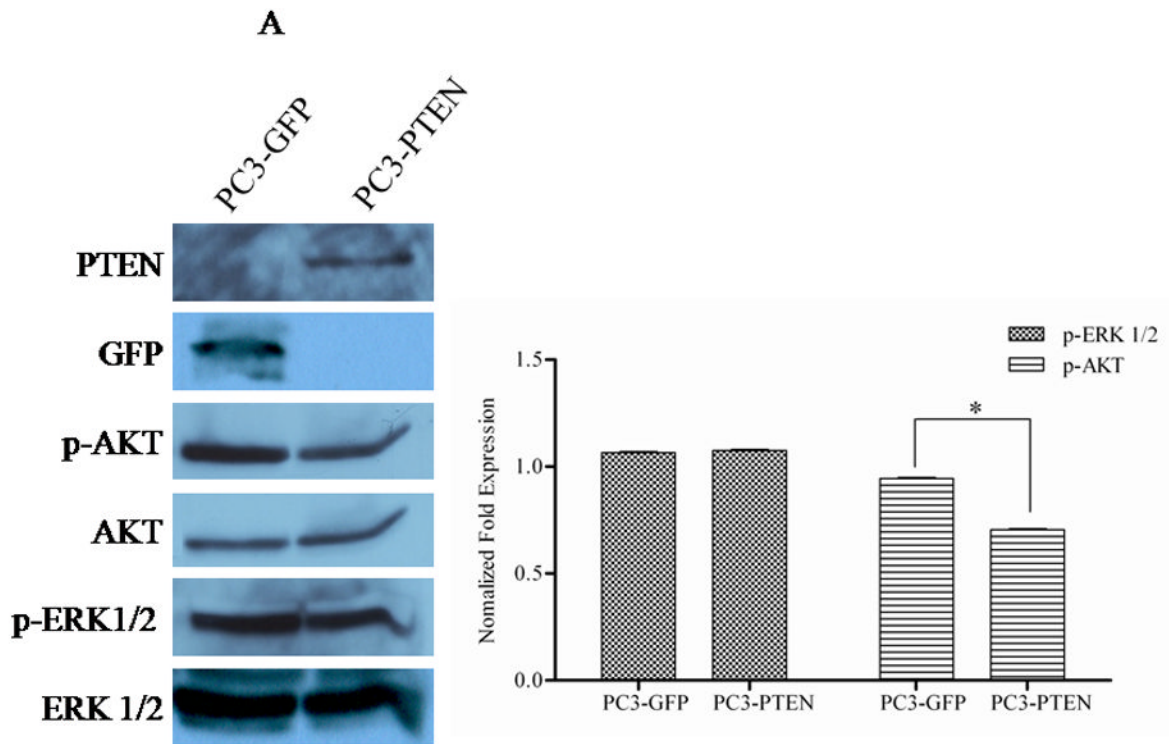 A
PC3-GFP
PC3-PTEN
PTEN
GFP
p-AKT
AKT
p-ERK1/2
ERK 1/2
p-ERK 1/2
p-AKT
Nomalized Fold Expression
1.5
1.0
0.5
0.0
*
PC3-GFP PC3-PTEN PC3-GFP PC3-PTEN